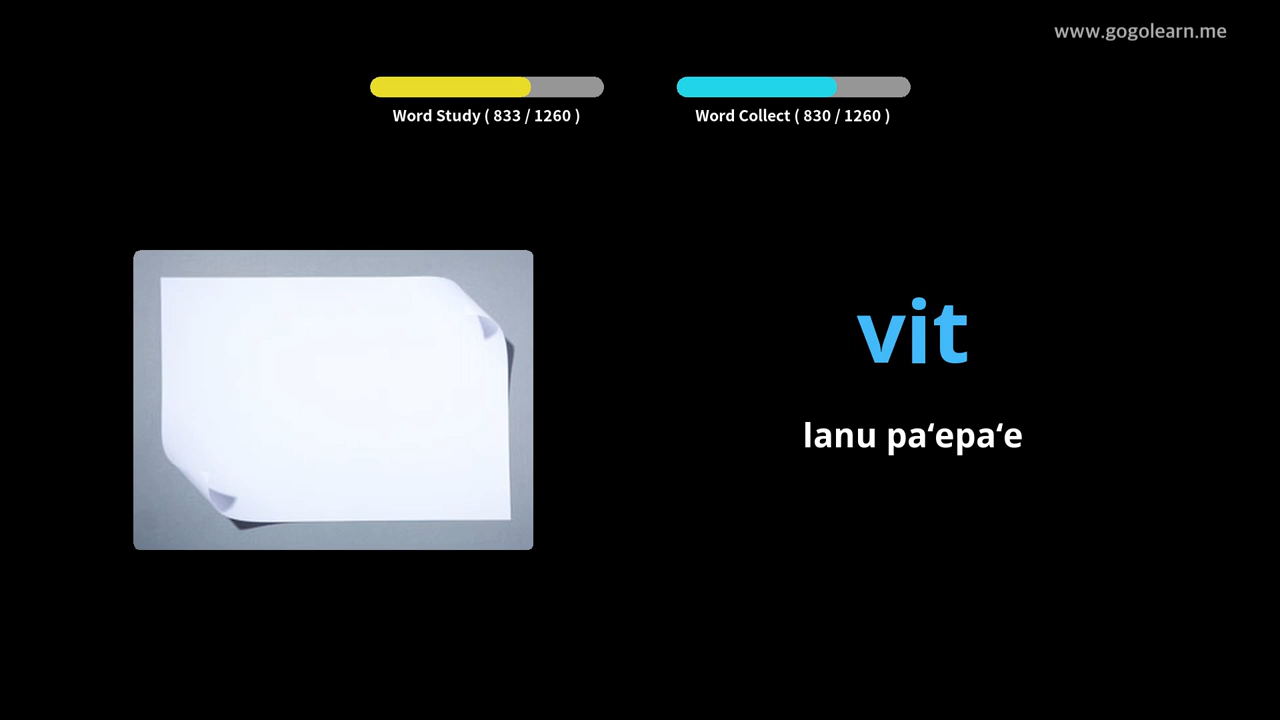 www.gogolearn.me
Word Study ( 833 / 1260 )
Word Collect ( 830 / 1260 )
vit
lanu pa‘epa‘e